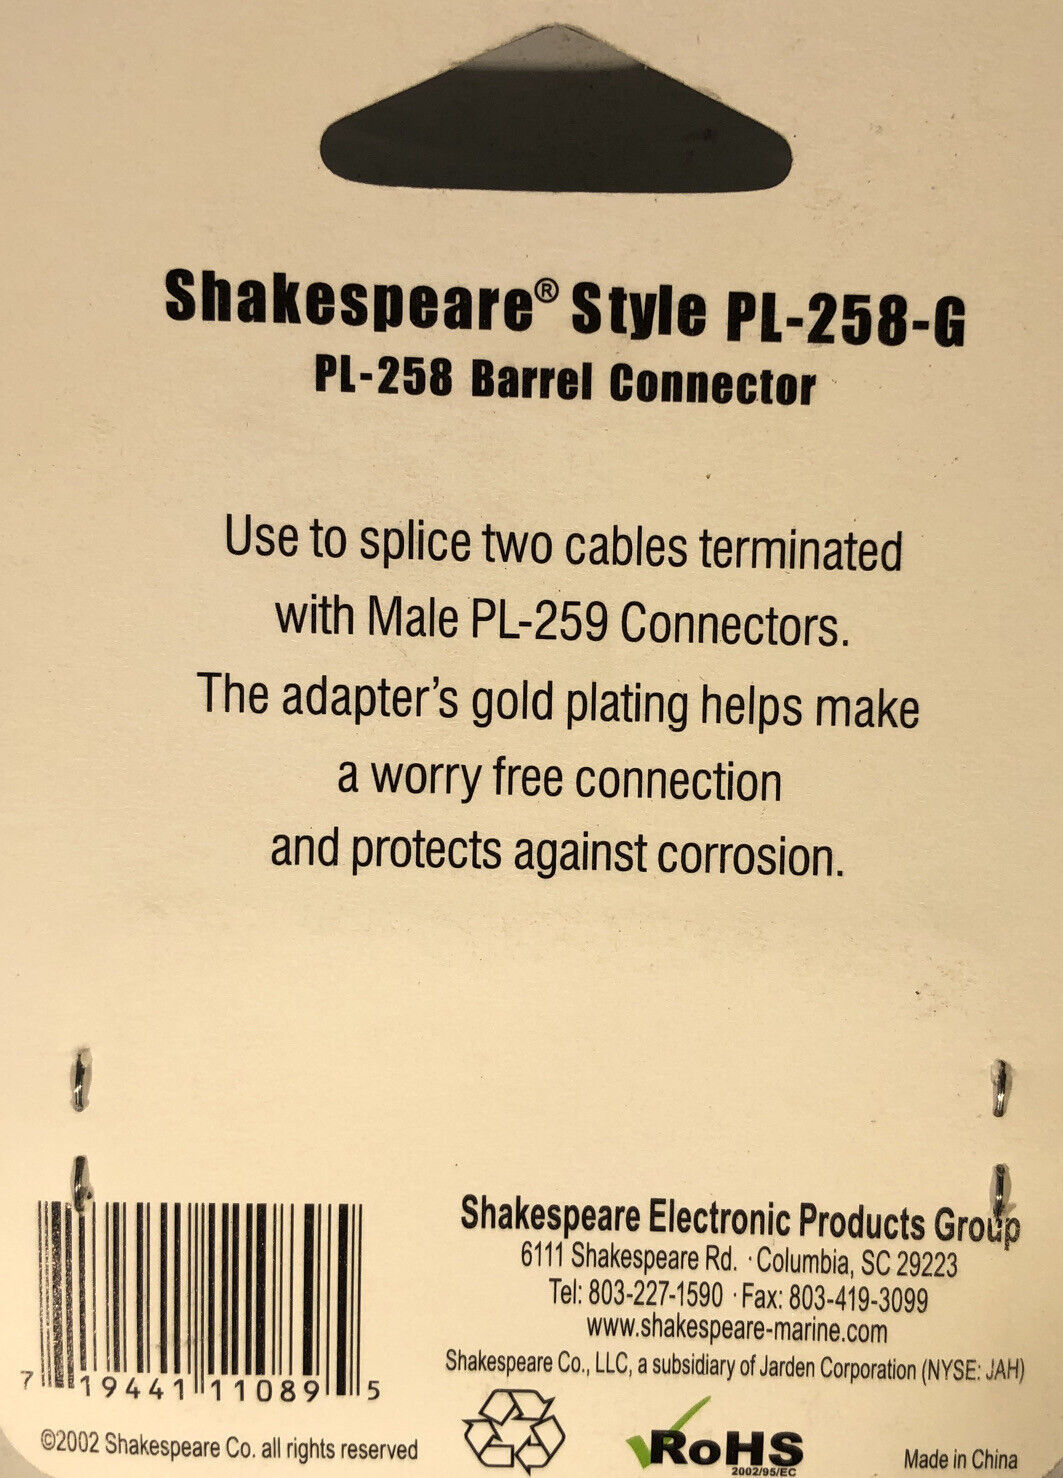 Shakespeare® Style PL-258-G
PL-258 Barrel Connector
Use to splice two cables terminated
with Male PL-259 Connectors.
The adapter's gold plating helps make
a worry free connection
and protects against corrosion.
Shakespeare Electronic Products Group
6111 Shakespeare Rd. · Columbia, SC 29223
Tel: 803-227-1590 · Fax: 803-419-3099
www.shakespeare-marine.com
Shakespeare Co., LLC, a subsidiary of Jarden Corporation (NYSE: JAH)
7 19441 11089 5
©2002 Shakespeare Co. all rights reserved
RoHS
2002/95/EC
Made in China